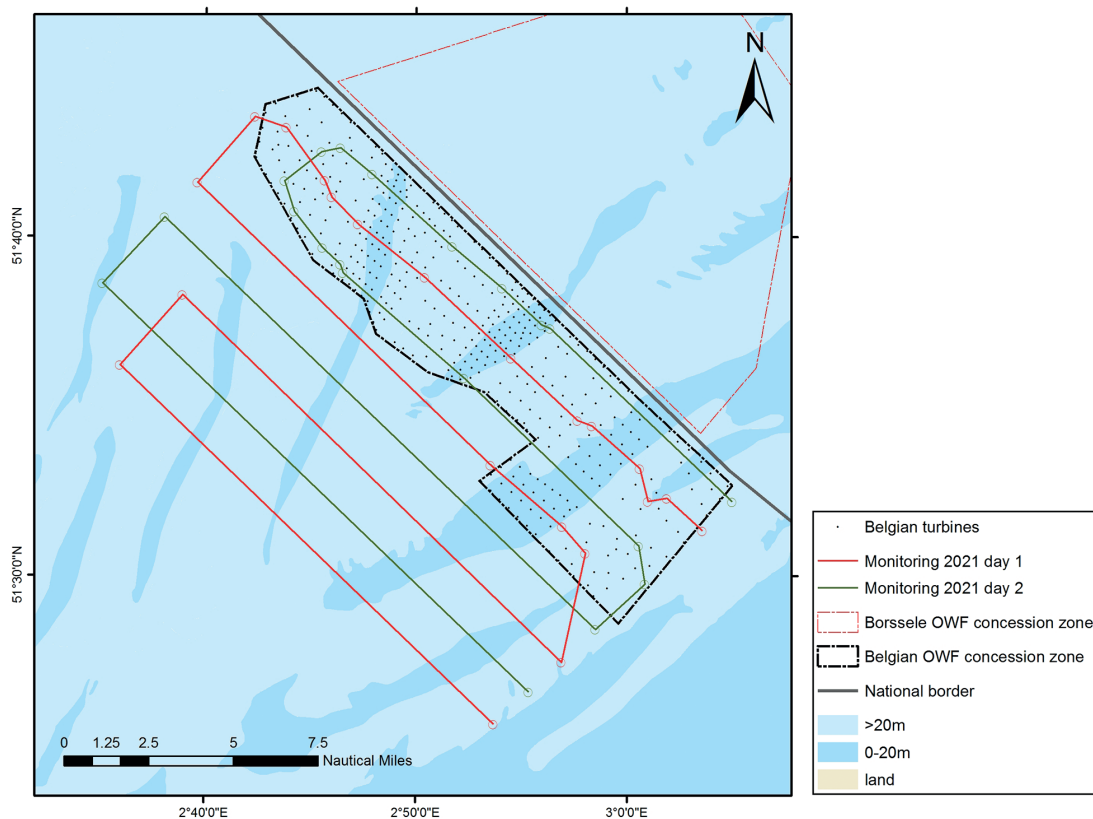 N
51°40'0"N
51°30'0"N
0 1.25 2.5 5 7.5
Nautical Miles
2°40'0"E 2°50'0"E 3°0'0"E
Belgian turbines
Monitoring 2021 day 1
Monitoring 2021 day 2
Borssele OWF concession zone
Belgian OWF concession zone
National border
>20m
0-20m
land